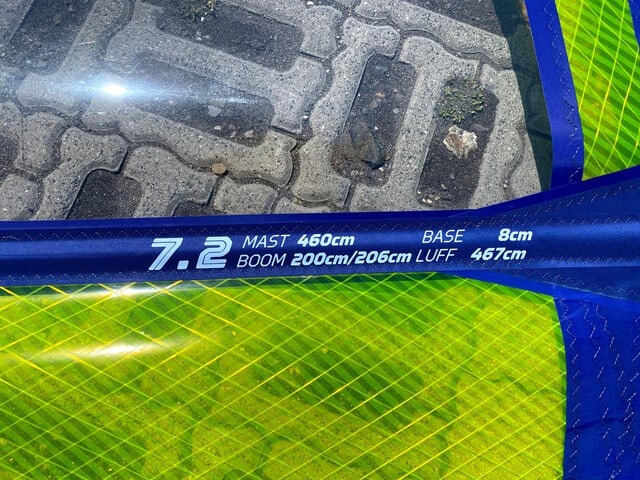 7.2 MAST 460cm BASE 8cm
BOOM 200cm/206cm LUFF 467cm